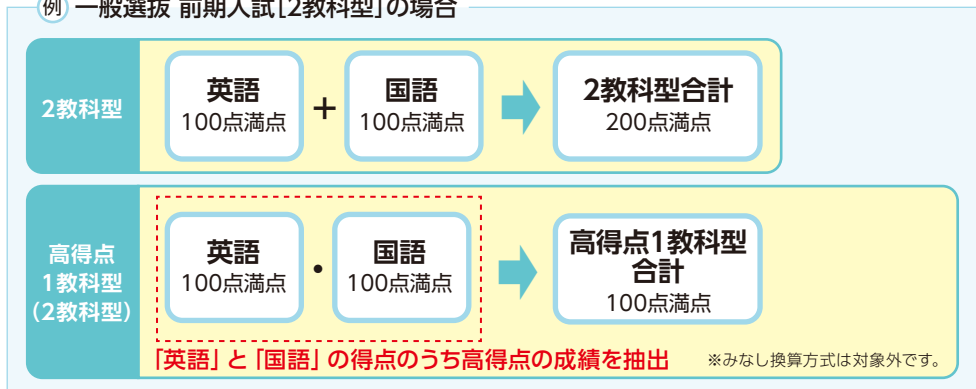 例 一般選抜 前期入試[2教科型]の場合
2教科型
英語
100点満点
+
国語
100点満点
2教科型合計
200点満点
高得点
1教科型
(2教科型)
英語
100点満点
・
国語
100点満点
高得点1教科型
合計
100点満点
「英語」と「国語」の得点のうち高得点の成績を抽出
※みなし換算方式は対象外です。